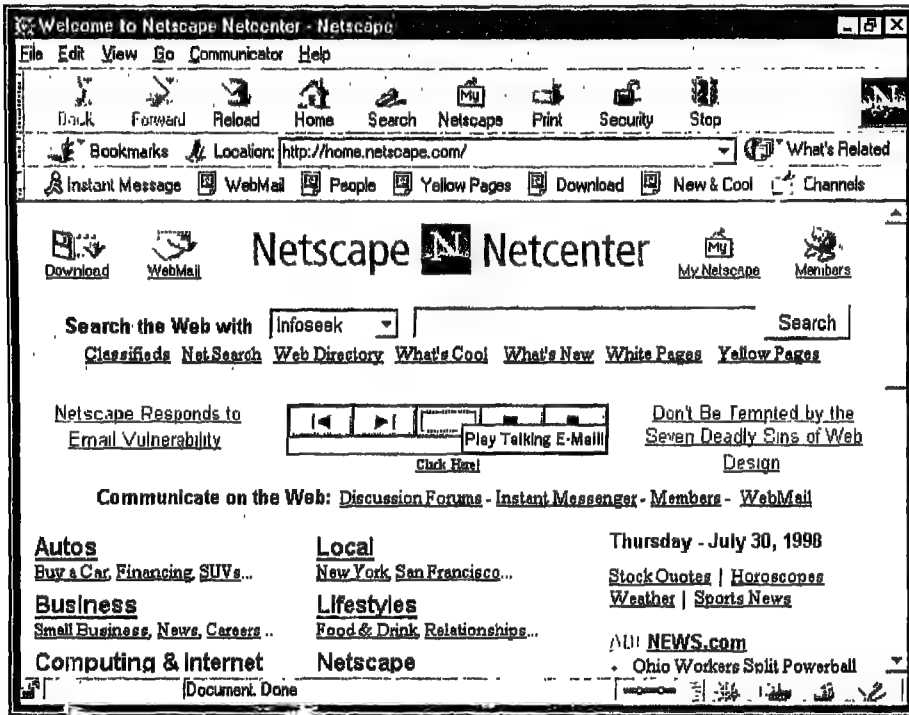 Welcome to Netscape Netcenter - Netscape
File Edit View Go Communicator Help
Back Forward Reload Home Search Netscape Print Security Stop
Bookmarks Location: http://home.netscape.com/ What's Related
Instant Message WebMail People Yellow Pages Download New & Cool Channels
Download WebMail Netscape N Netcenter My Netscape Members
Search the Web with Infoseek Search
Classifieds Net Search Web Directory What's Cool What's New White Pages Yellow Pages
Netscape Responds to
Email Vulnerability
Play Talking E-Mail!
Click Here!
Don't Be Tempted by the
Seven Deadly Sins of Web
Design
Communicate on the Web: Discussion Forums - Instant Messenger - Members - WebMail
Autos
Buy a Car, Financing, SUVs...
Business
Small Business, News, Careers ..
Computing & Internet
Local
New York, San Francisco...
Lifestyles
Food & Drink, Relationships...
Netscape
Thursday - July 30, 1998
Stock Quotes | Horoscopes
Weather | Sports News
NEWS.com
• Ohio Workers Split Powerball
Document. Done